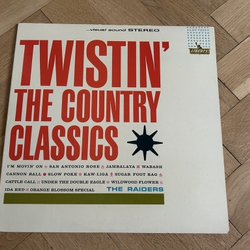 ...visual sound STEREO
LIBERTY
TWISTIN'
THE COUNTRY
CLASSICS
I'M MOVIN' ON ★ SAN ANTONIO ROSE ★ JAMBALAYA ★ WABASH
CANNON BALL ★ SLOW POKE ★ KAW-LIGA ★ SUGAR FOOT RAG ★
CATTLE CALL ★ UNDER THE DOUBLE EAGLE ★ WILDWOOD FLOWER ★
IDA RED ★ ORANGE BLOSSOM SPECIAL
THE RAIDERS